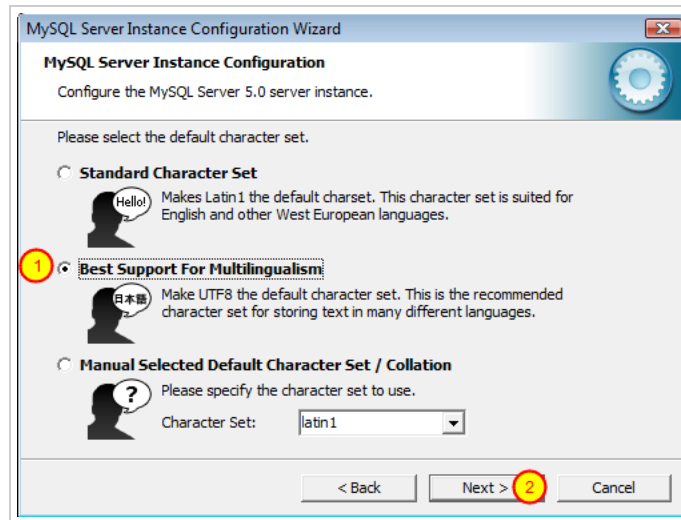 MySQL Server Instance Configuration Wizard
MySQL Server Instance Configuration
Configure the MySQL Server 5.0 server instance.
Please select the default character set.
Standard Character Set
Hello!
Makes Latin1 the default charset. This character set is suited for
English and other West European languages.
1
Best Support For Multilingualism
日本語
Make UTF8 the default character set. This is the recommended
character set for storing text in many different languages.
Manual Selected Default Character Set / Collation
?
Please specify the character set to use.
Character Set:
latin1
< Back
Next >
2
Cancel